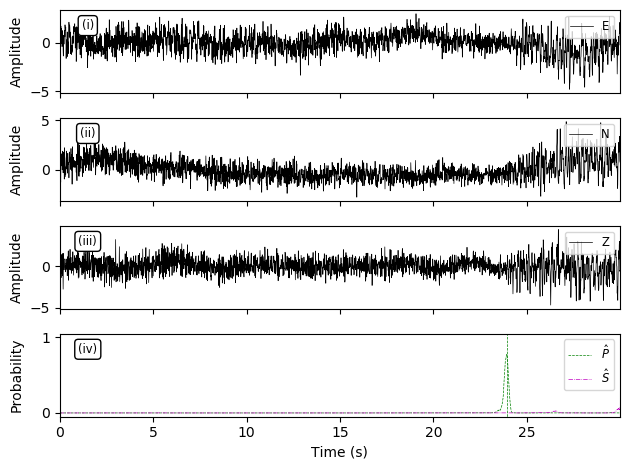 Amplitude
0
−5
(i)
E
Amplitude
5
0
(ii)
N
Amplitude
0
−5
(iii)
Z
Probability
1
0
(iv)
P̂
Ŝ
0 5 10 15 20 25
Time (s)